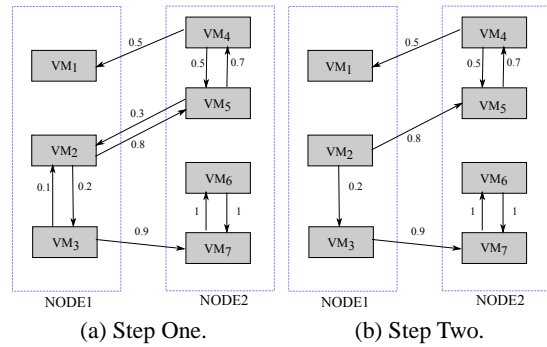 VM4
0.5
VM1
0.5
0.7
VM5
0.3
0.8
VM2
VM6
0.1
0.2
1
1
VM3
0.9
VM7
NODE1
NODE2
(a) Step One.
VM4
0.5
VM1
0.5
0.7
VM5
0.8
VM2
VM6
0.2
1
1
VM3
0.9
VM7
NODE1
NODE2
(b) Step Two.